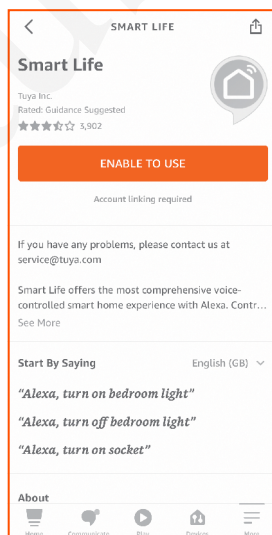 SMART LIFE
Smart Life
Tuya Inc.
Rated: Guidance Suggested
3,902
ENABLE TO USE
Account linking required
If you have any problems, please contact us at
service@tuya.com
Smart Life offers the most comprehensive voice-
controlled smart home experience with Alexa. Contr...
See More
Start By Saying
English (GB)
“Alexa, turn on bedroom light”
“Alexa, turn off bedroom light”
“Alexa, turn on socket”
About
Home
Communicate
Play
Devices
More